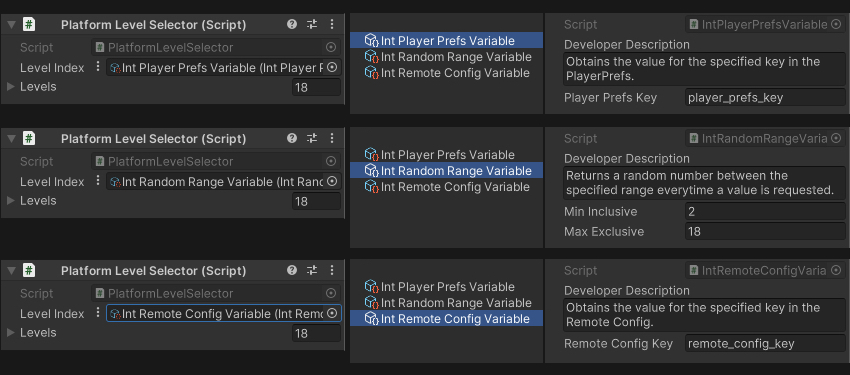 Platform Level Selector (Script)
Script PlatformLevelSelector
Level Index Int Player Prefs Variable (Int Player P
Levels 18
Int Player Prefs Variable
Int Random Range Variable
Int Remote Config Variable
Script IntPlayerPrefsVariable
Developer Description
Obtains the value for the specified key in the
PlayerPrefs.
Player Prefs Key player_prefs_key
Platform Level Selector (Script)
Script PlatformLevelSelector
Level Index Int Random Range Variable (Int Ranc
Levels 18
Int Player Prefs Variable
Int Random Range Variable
Int Remote Config Variable
Script IntRandomRangeVaria
Developer Description
Returns a random number between the
specified range everytime a value is requested.
Min Inclusive 2
Max Exclusive 18
Platform Level Selector (Script)
Script PlatformLevelSelector
Level Index Int Remote Config Variable (Int Remo
Levels 18
Int Player Prefs Variable
Int Random Range Variable
Int Remote Config Variable
Script IntRemoteConfigVaria
Developer Description
Obtains the value for the specified key in the
Remote Config.
Remote Config Key remote_config_key